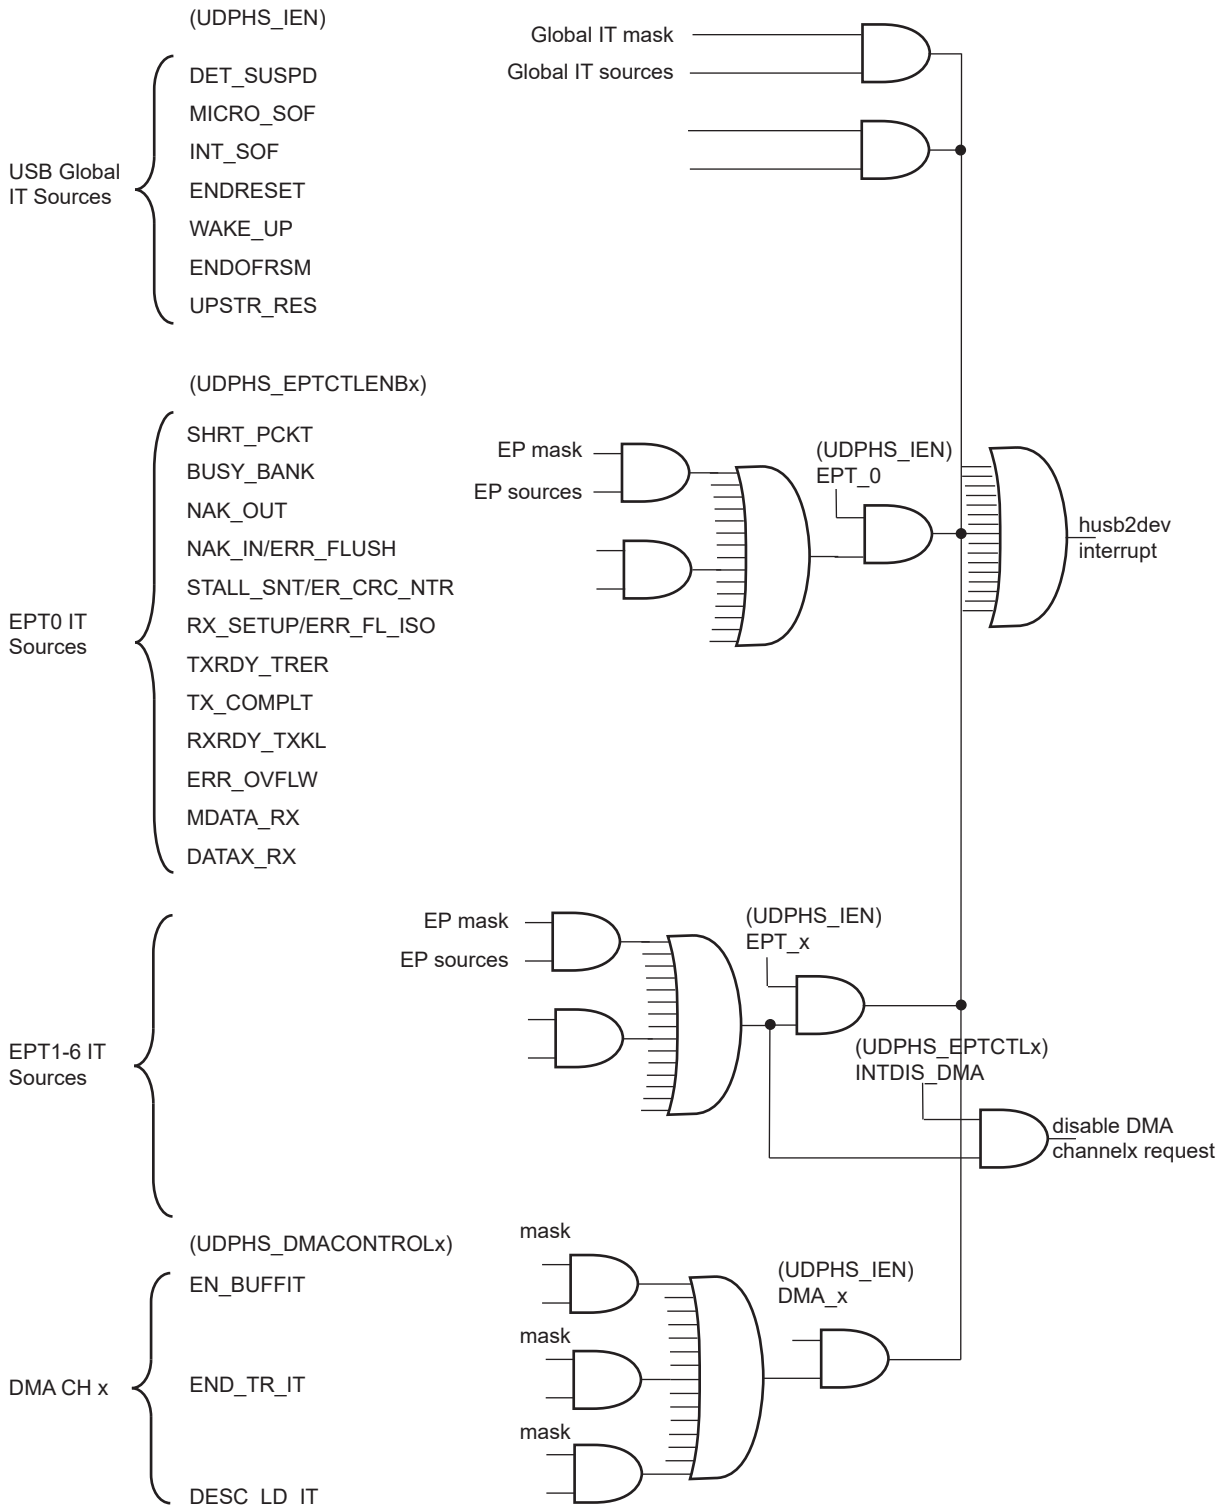 (UDPHS_IEN)
Global IT mask
Global IT sources
DET_SUSPD
MICRO_SOF
INT_SOF
ENDRESET
WAKE_UP
ENDOFRSM
UPSTR_RES
USB Global
IT Sources
(UDPHS_EPTCTLENBx)
SHRT_PCKT
BUSY_BANK
NAK_OUT
NAK_IN/ERR_FLUSH
STALL_SNT/ER_CRC_NTR
RX_SETUP/ERR_FL_ISO
TXRDY_TRER
TX_COMPLT
RXRDY_TXKL
ERR_OVFLW
MDATA_RX
DATAX_RX
EPT0 IT
Sources
EP mask
EP sources
(UDPHS_IEN)
EPT_0
husb2dev
interrupt
EP mask
EP sources
(UDPHS_IEN)
EPT_x
EPT1-6 IT
Sources
(UDPHS_EPTCTLx)
INTDIS_DMA
disable DMA
channelx request
(UDPHS_DMACONTROLx)
mask
EN_BUFFIT
(UDPHS_IEN)
DMA_x
mask
DMA CH x
END_TR_IT
mask
DESC_LD_IT